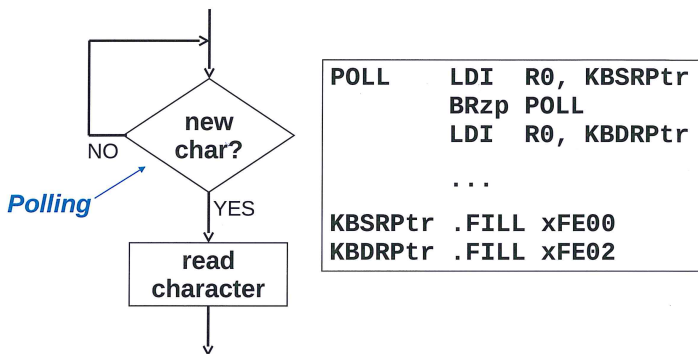 new
char?
NO
Polling
YES
read
character
POLL LDI R0, KBSRPtr
BRzp POLL
LDI R0, KBDRPtr
...
KBSRPtr .FILL xFE00
KBDRPtr .FILL xFE02